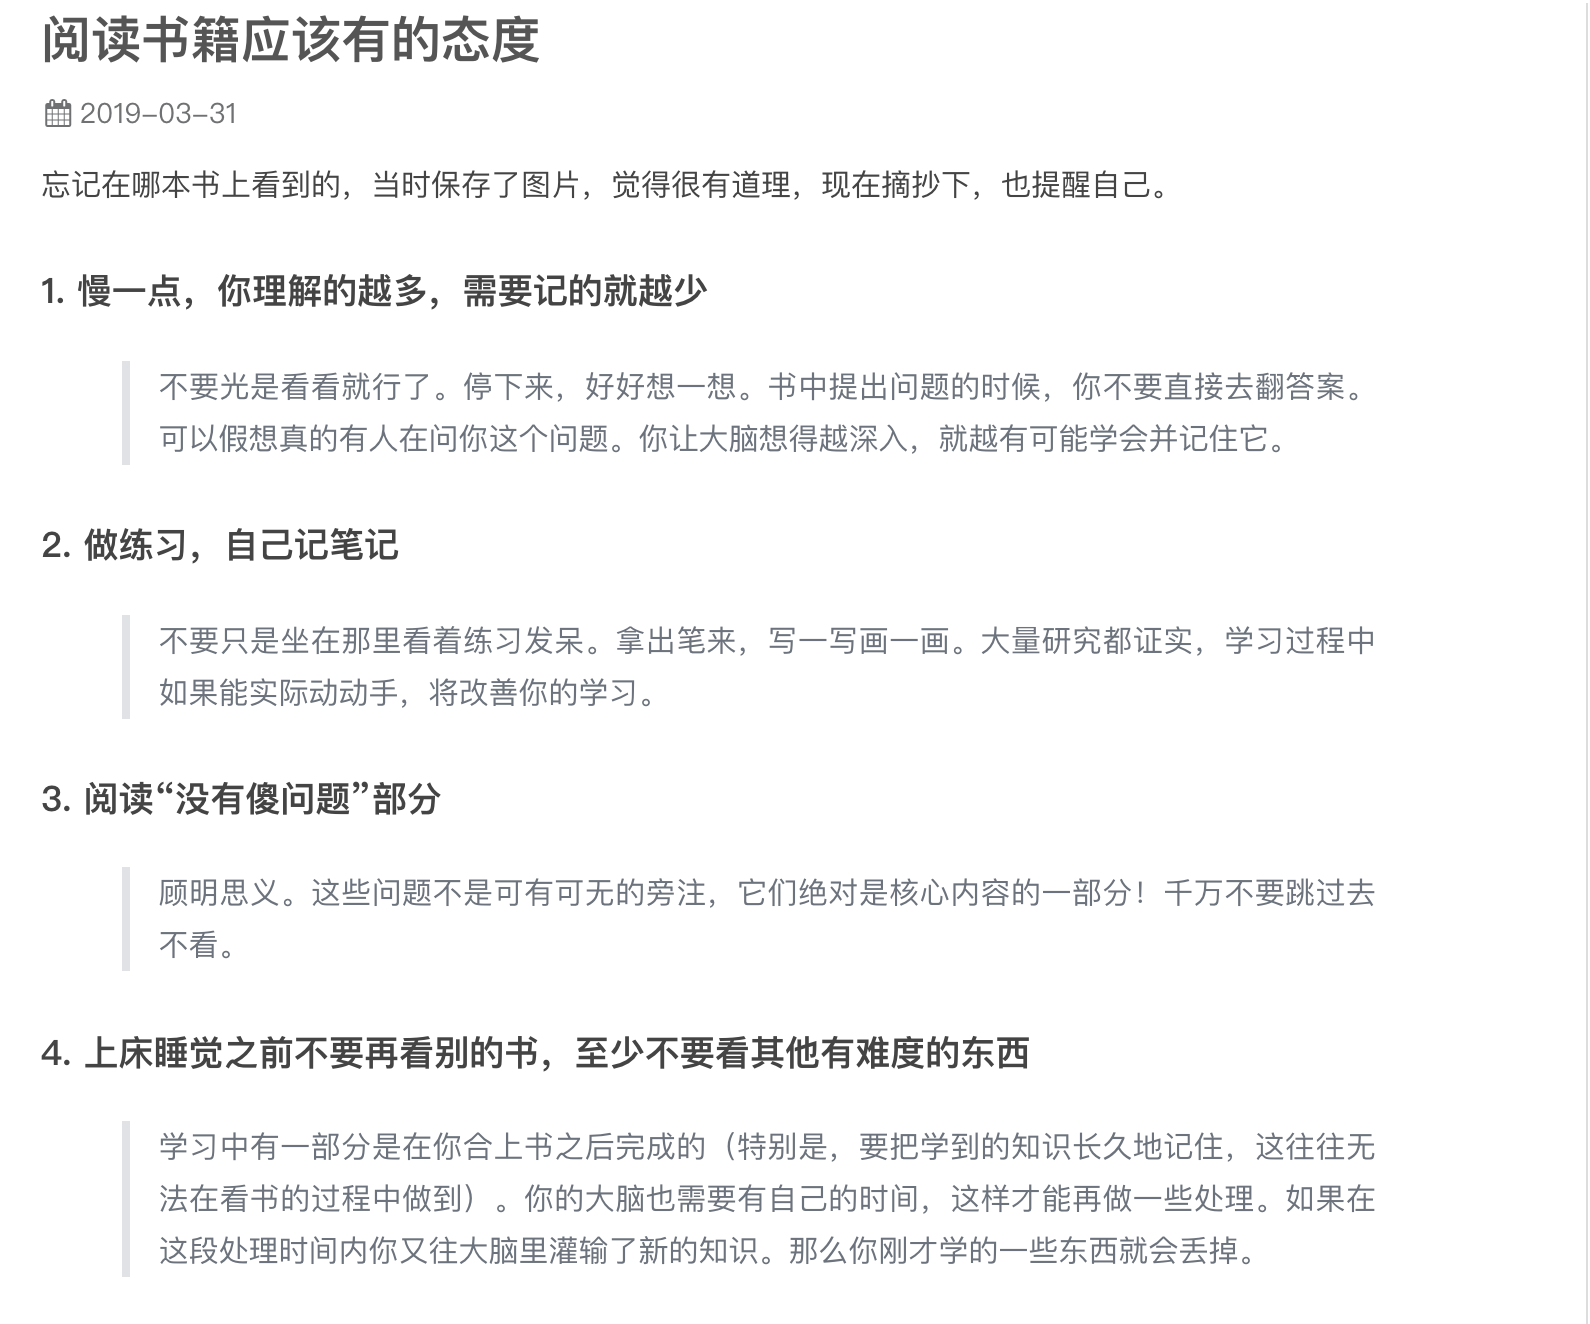 阅读书籍应该有的态度
2019-03-31
忘记在哪本书上看到的，当时保存了图片，觉得很有道理，现在摘抄下，也提醒自己。
1. 慢一点，你理解的越多，需要记的就越少
不要光是看看就行了。停下来，好好想一想。书中提出问题的时候，你不要直接去翻答案。
可以假想真的有人在问你这个问题。你让大脑想得越深入，就越有可能学会并记住它。
2. 做练习，自己记笔记
不要只是坐在那里看着练习发呆。拿出笔来，写一写画一画。大量研究都证实，学习过程中
如果能实际动动手，将改善你的学习。
3. 阅读“没有傻问题”部分
顾明思义。这些问题不是可有可无的旁注，它们绝对是核心内容的一部分！千万不要跳过去
不看。
4. 上床睡觉之前不要再看别的书，至少不要看其他有难度的东西
学习中有一部分是在你合上书之后完成的（特别是，要把学到的知识长久地记住，这往往无
法在看书的过程中做到）。你的大脑也需要有自己的时间，这样才能再做一些处理。如果在
这段处理时间内你又往大脑里灌输了新的知识。那么你刚才学的一些东西就会丢掉。